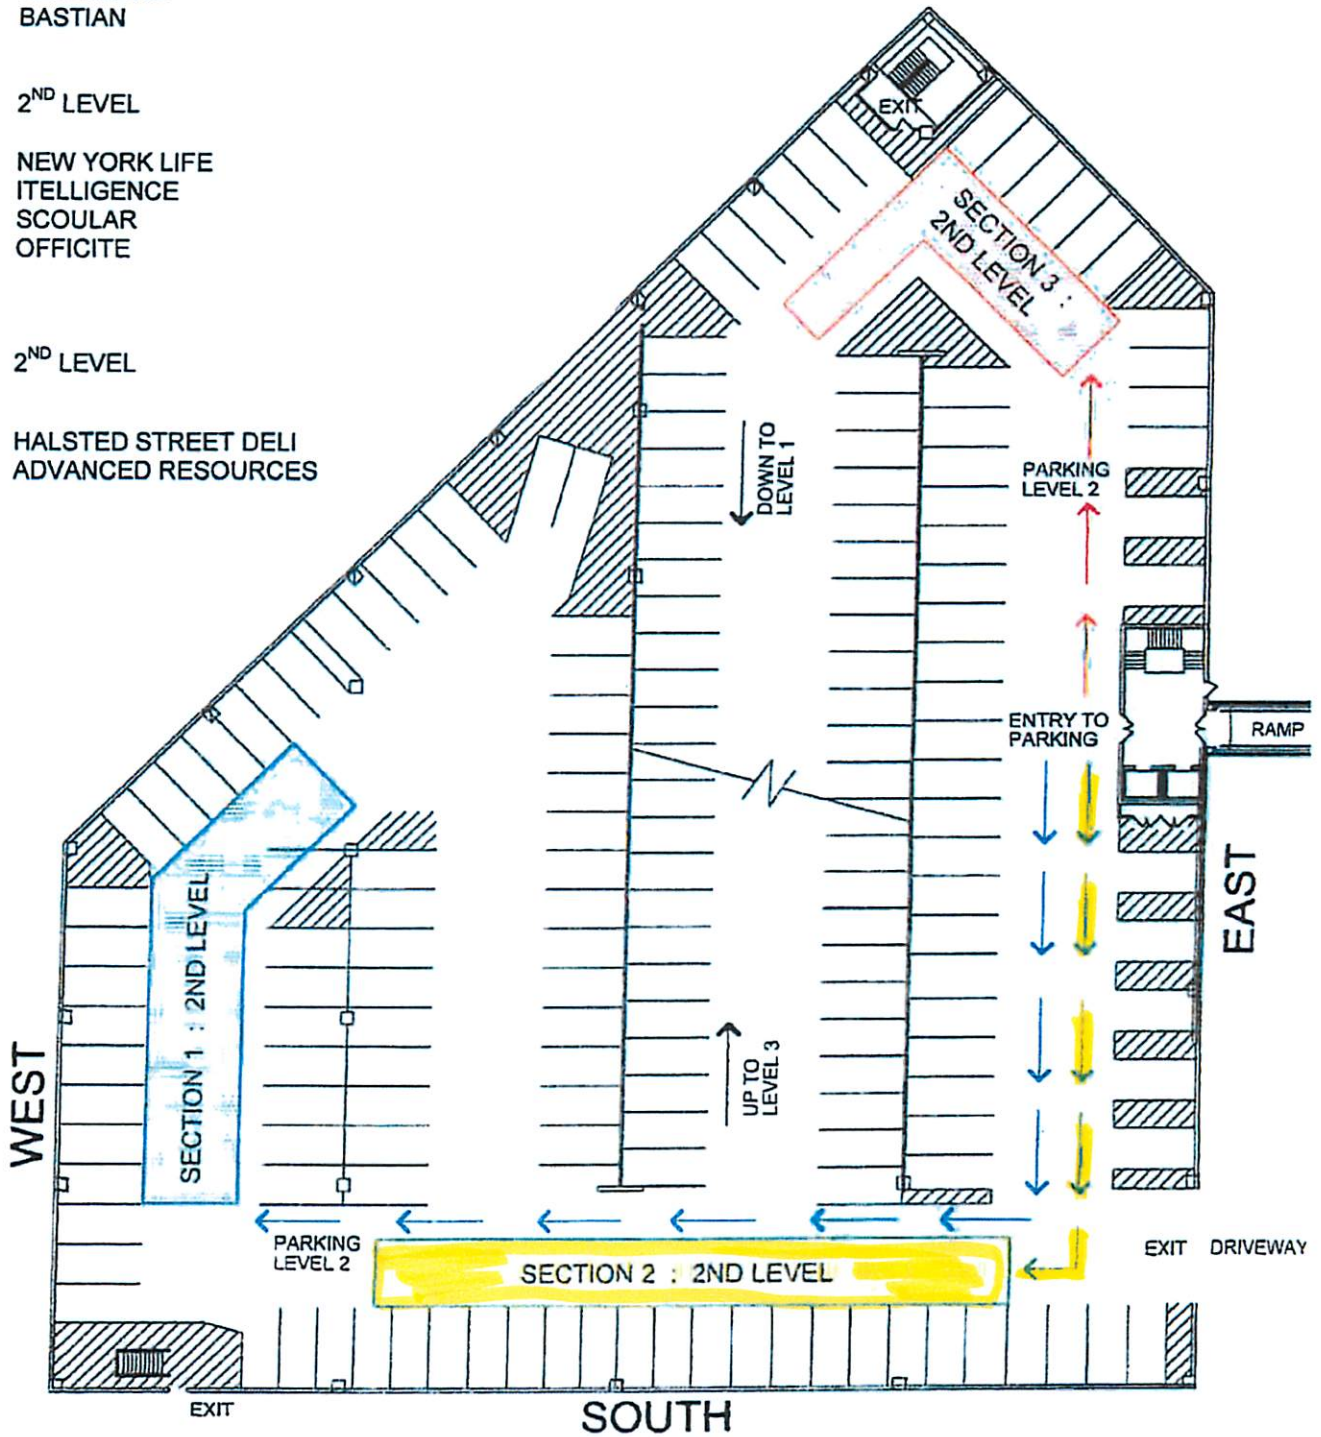 BASTIAN
2ND LEVEL
NEW YORK LIFE
ITELLIGENCE
SCOULAR
OFFICITE
2ND LEVEL
HALSTED STREET DELI
ADVANCED RESOURCES
EXIT
SECTION 3 :
2ND LEVEL
DOWN TO
LEVEL 1
PARKING
LEVEL 2
ENTRY TO
PARKING
RAMP
EAST
WEST
SECTION 1 : 2ND LEVEL
UP TO
LEVEL 3
PARKING
LEVEL 2
SECTION 2 : 2ND LEVEL
EXIT DRIVEWAY
EXIT
SOUTH